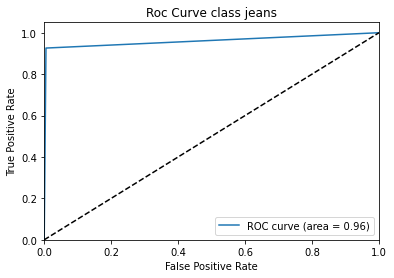 Roc Curve class jeans
True Positive Rate
1.0
0.8
0.6
0.4
0.2
0.0
ROC curve (area = 0.96)
0.0 0.2 0.4 0.6 0.8 1.0
False Positive Rate